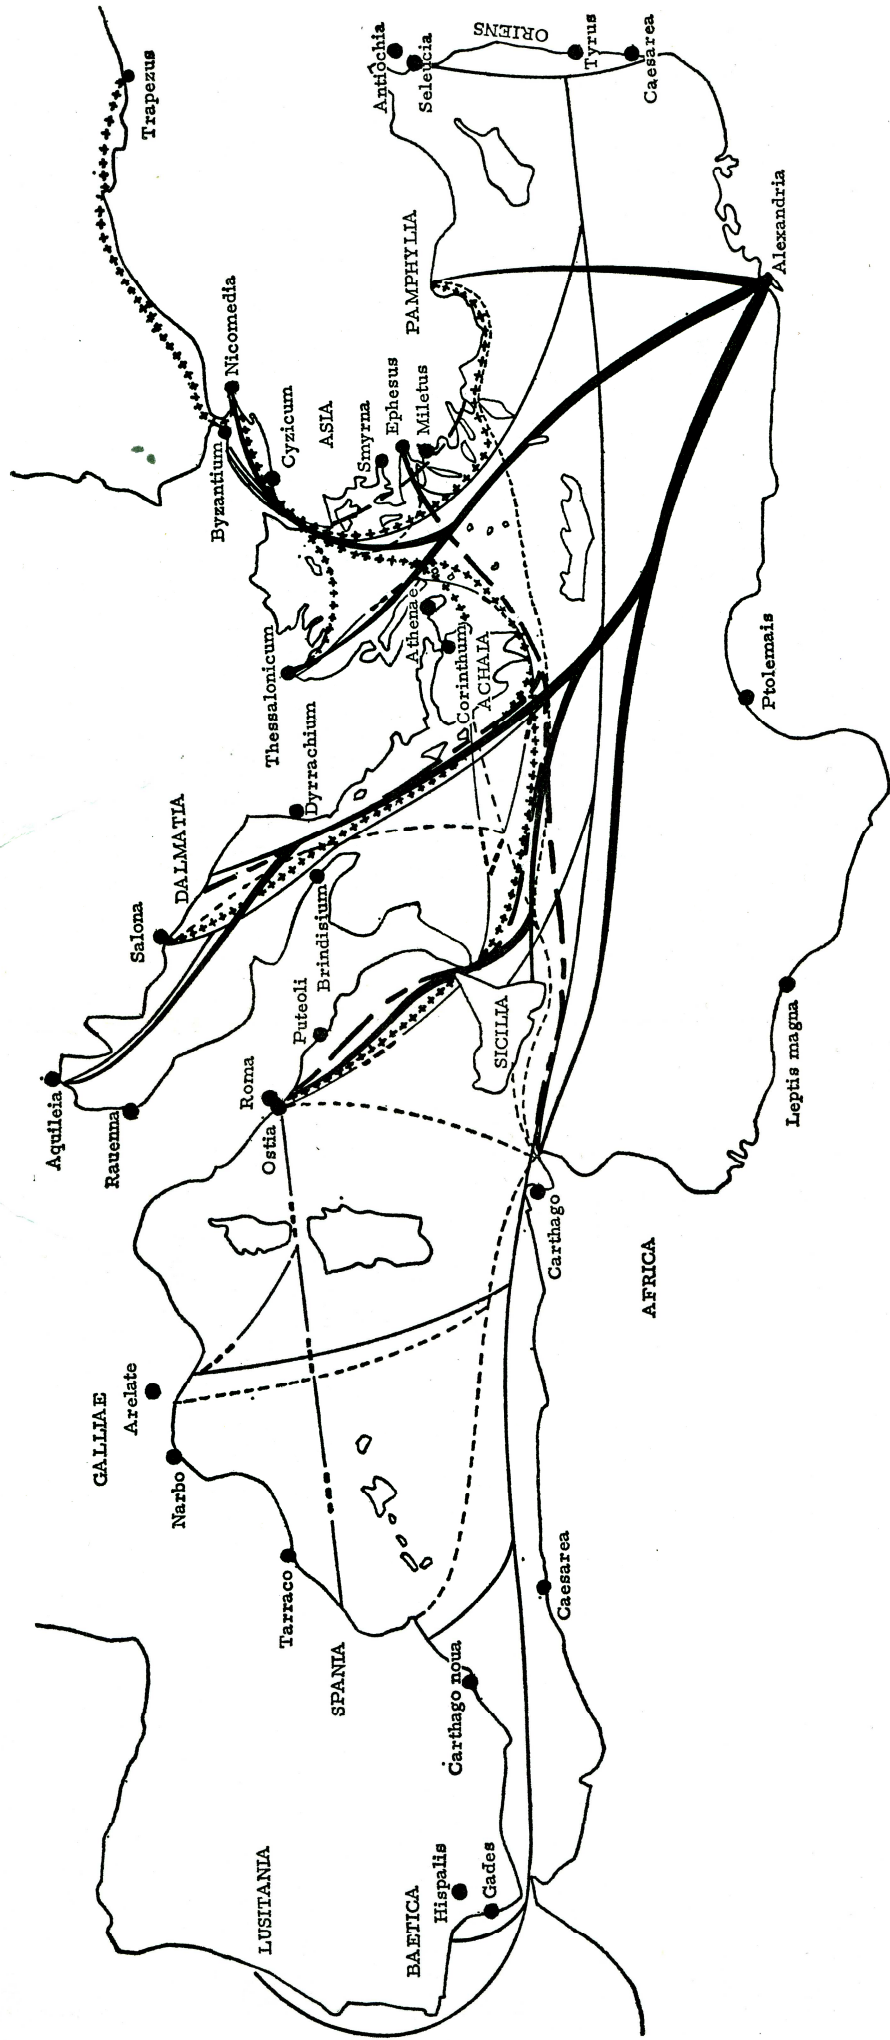 LUSITANIA
BAETICA
Hispalis
Gades
SPANIA
Carthago noua
Tarraco
Narbo
GALLIAE
Arelate
Caesarea
AFRICA
Carthago
Aquileia
Rauenna
Roma
Ostia
Puteoli
Brindisium
SICILIA
Leptis magna
Salona
DALMATIA
Dyrrachium
Thessalonicum
Athenae
Corinthum
ACHAIA
Ptolemais
Byzantium
Nicomedia
Cyzicum
ASIA
Smyrna
Ephesus
Miletus
PAMPHYLIA
Alexandria
Trapezus
Antiochia
Seleucia
ORIENS
Tyrus
Caesarea